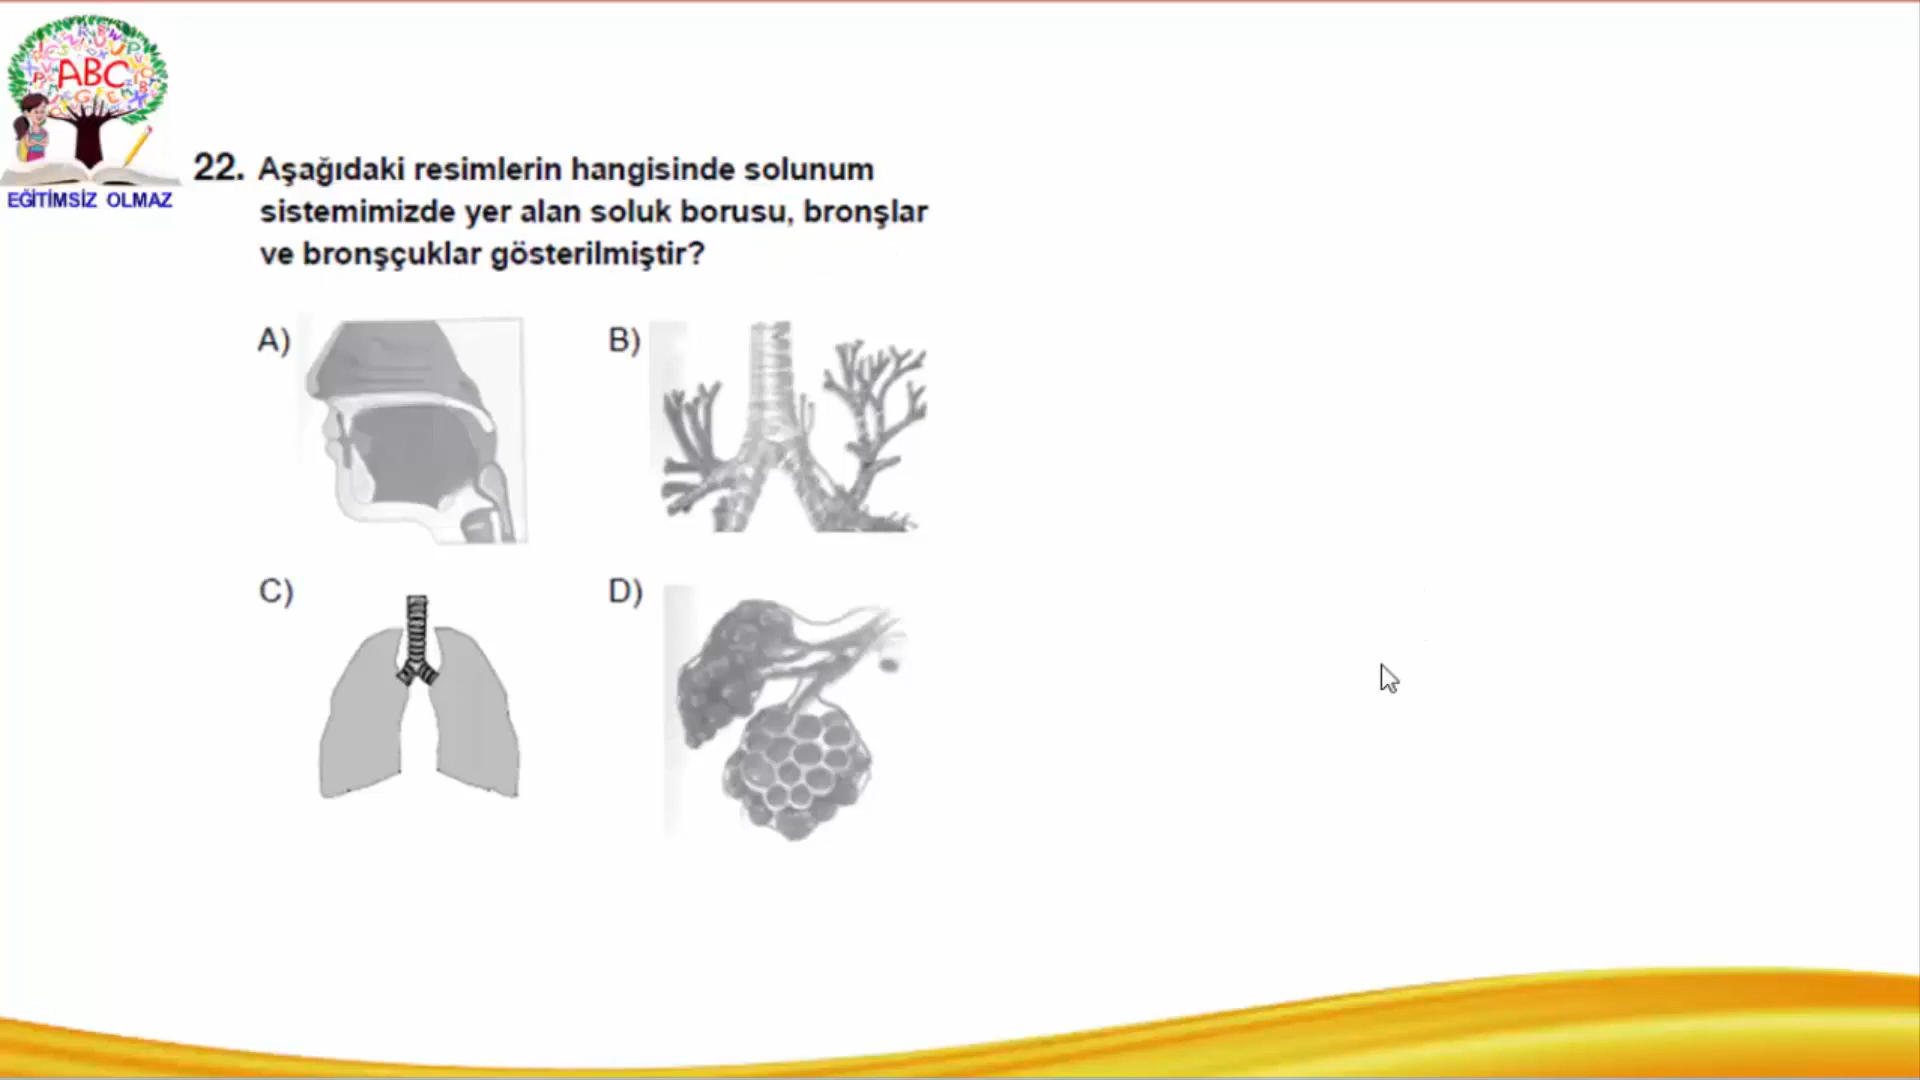 ABC
EĞİTİMSİZ OLMAZ
22. Aşağıdaki resimlerin hangisinde solunum
sistemimizde yer alan soluk borusu, bronşlar
ve bronşçuklar gösterilmiştir?
A)
B)
C)
D)